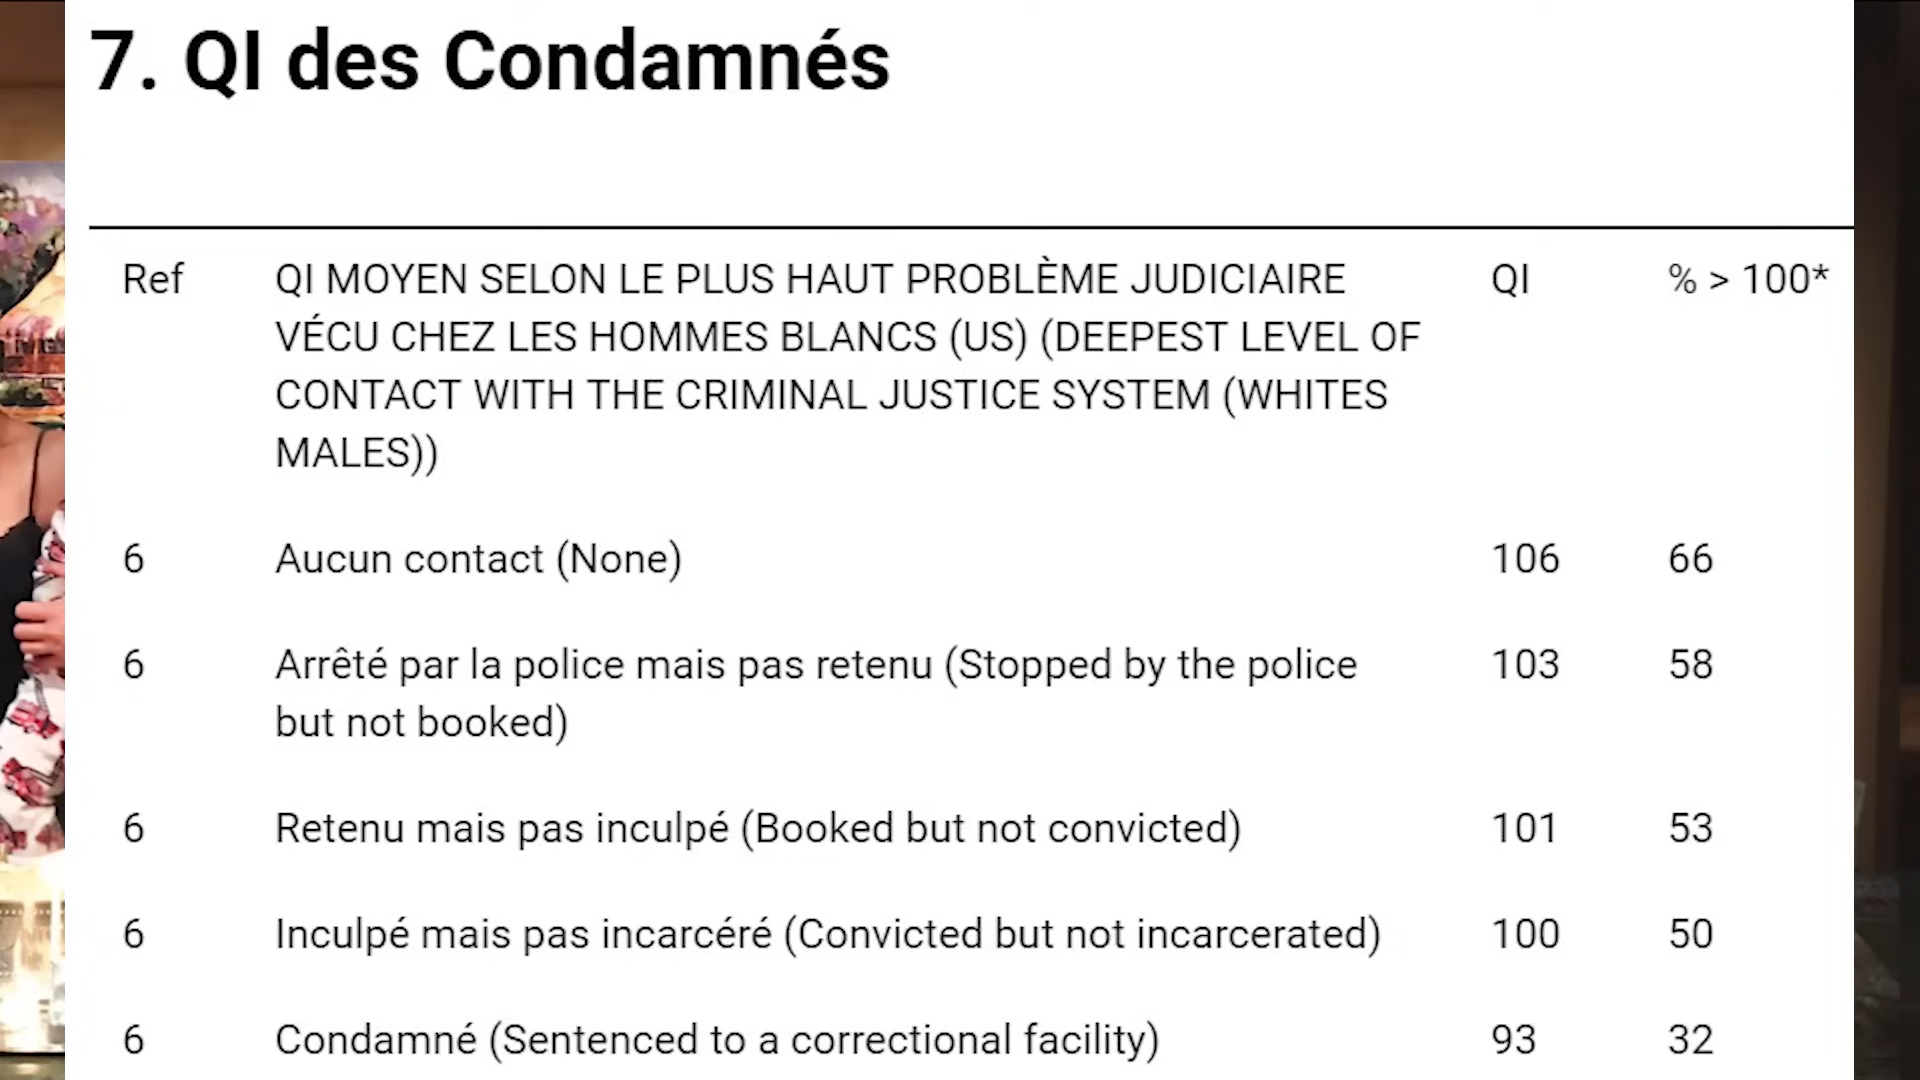 7. QI des Condamnés
Ref QI MOYEN SELON LE PLUS HAUT PROBLÈME JUDICIAIRE QI % > 100*
VÉCU CHEZ LES HOMMES BLANCS (US) (DEEPEST LEVEL OF
CONTACT WITH THE CRIMINAL JUSTICE SYSTEM (WHITES
MALES))
6 Aucun contact (None) 106 66
6 Arrêté par la police mais pas retenu (Stopped by the police 103 58
but not booked)
6 Retenu mais pas inculpé (Booked but not convicted) 101 53
6 Inculpé mais pas incarcéré (Convicted but not incarcerated) 100 50
6 Condamné (Sentenced to a correctional facility) 93 32